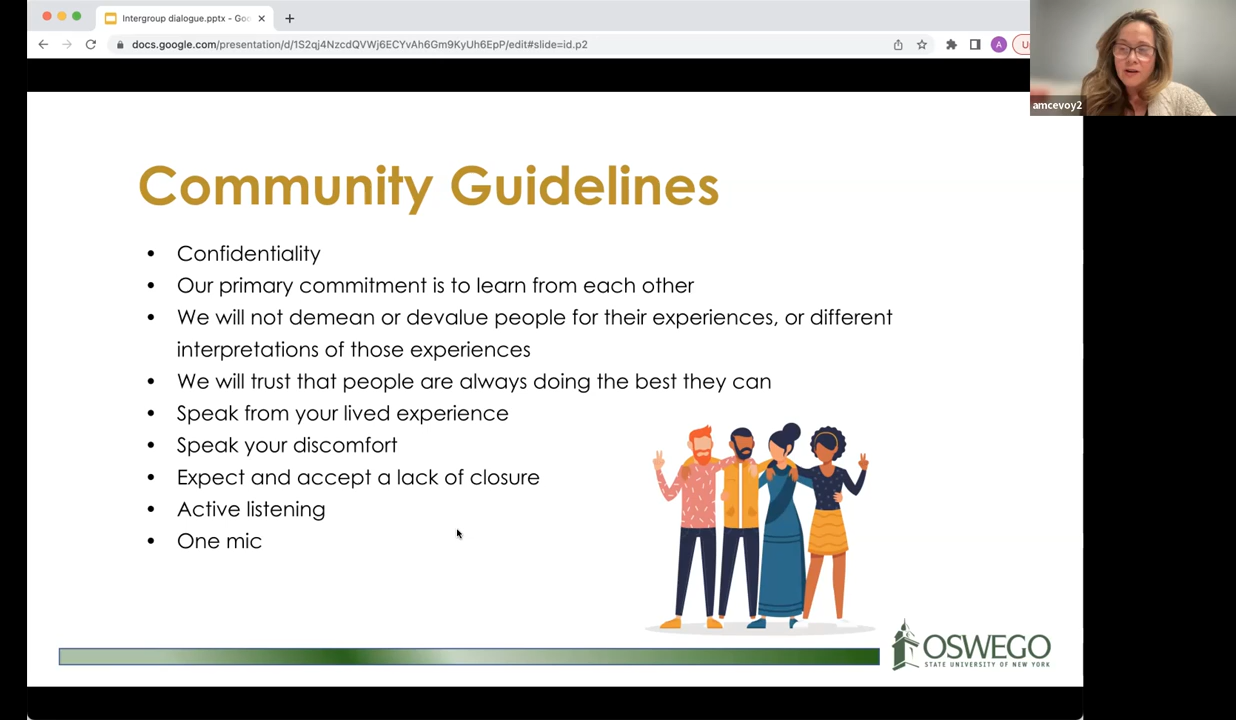 Intergroup dialogue.pptx - Goo
docs.google.com/presentation/d/1S2qj4NzcdQVWj6ECYvAh6Gm9KyUh6EpP/edit#slide=id.p2
A
amcevoy2
Community Guidelines
• Confidentiality
• Our primary commitment is to learn from each other
• We will not demean or devalue people for their experiences, or different
interpretations of those experiences
• We will trust that people are always doing the best they can
• Speak from your lived experience
• Speak your discomfort
• Expect and accept a lack of closure
• Active listening
• One mic
OSWEGO
STATE UNIVERSITY OF NEW YORK